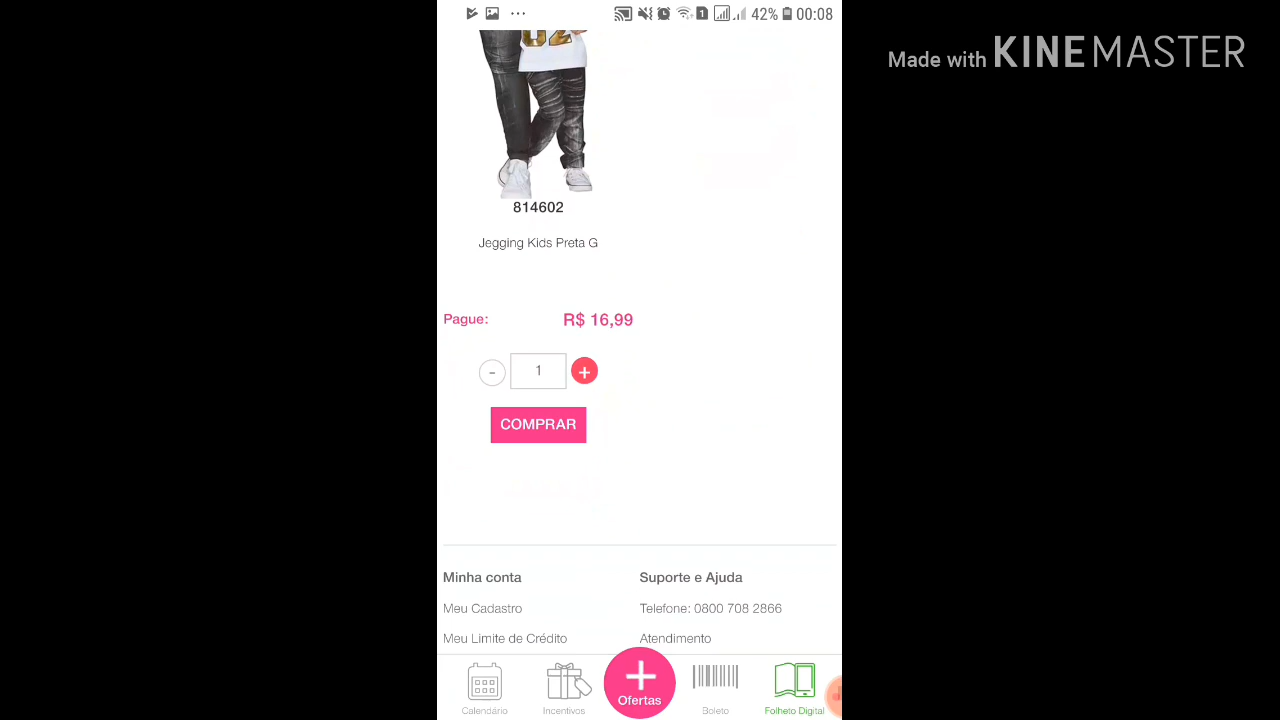 42% 00:08
Made with KINEMASTER
02
814602
Jegging Kids Preta G
Pague: R$ 16,99
- 1 +
COMPRAR
Minha conta Suporte e Ajuda
Meu Cadastro Telefone: 0800 708 2866
Meu Limite de Crédito Atendimento
Calendário Incentivos Ofertas Boleto Folheto Digital